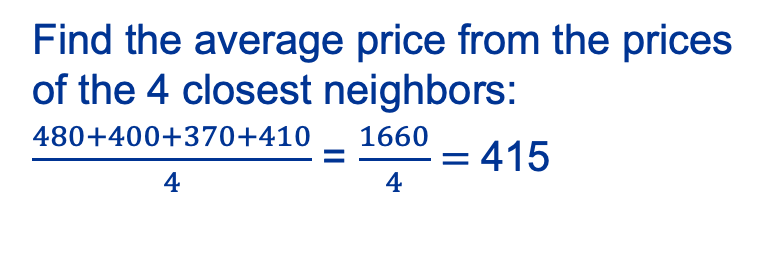 Find the average price from the prices
of the 4 closest neighbors:
480+400+370+410 / 4 = 1660 / 4 = 415